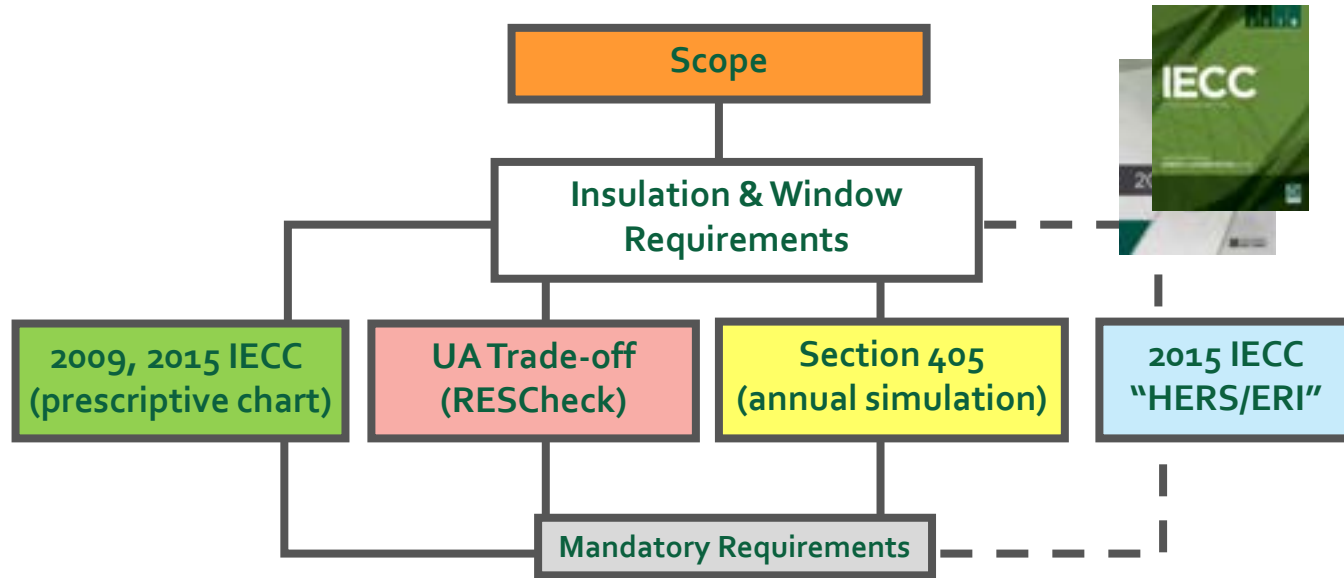 Scope
IECC
20
Insulation & Window
Requirements
2009, 2015 IECC
(prescriptive chart)
UA Trade-off
(RESCheck)
Section 405
(annual simulation)
2015 IECC
“HERS/ERI”
Mandatory Requirements